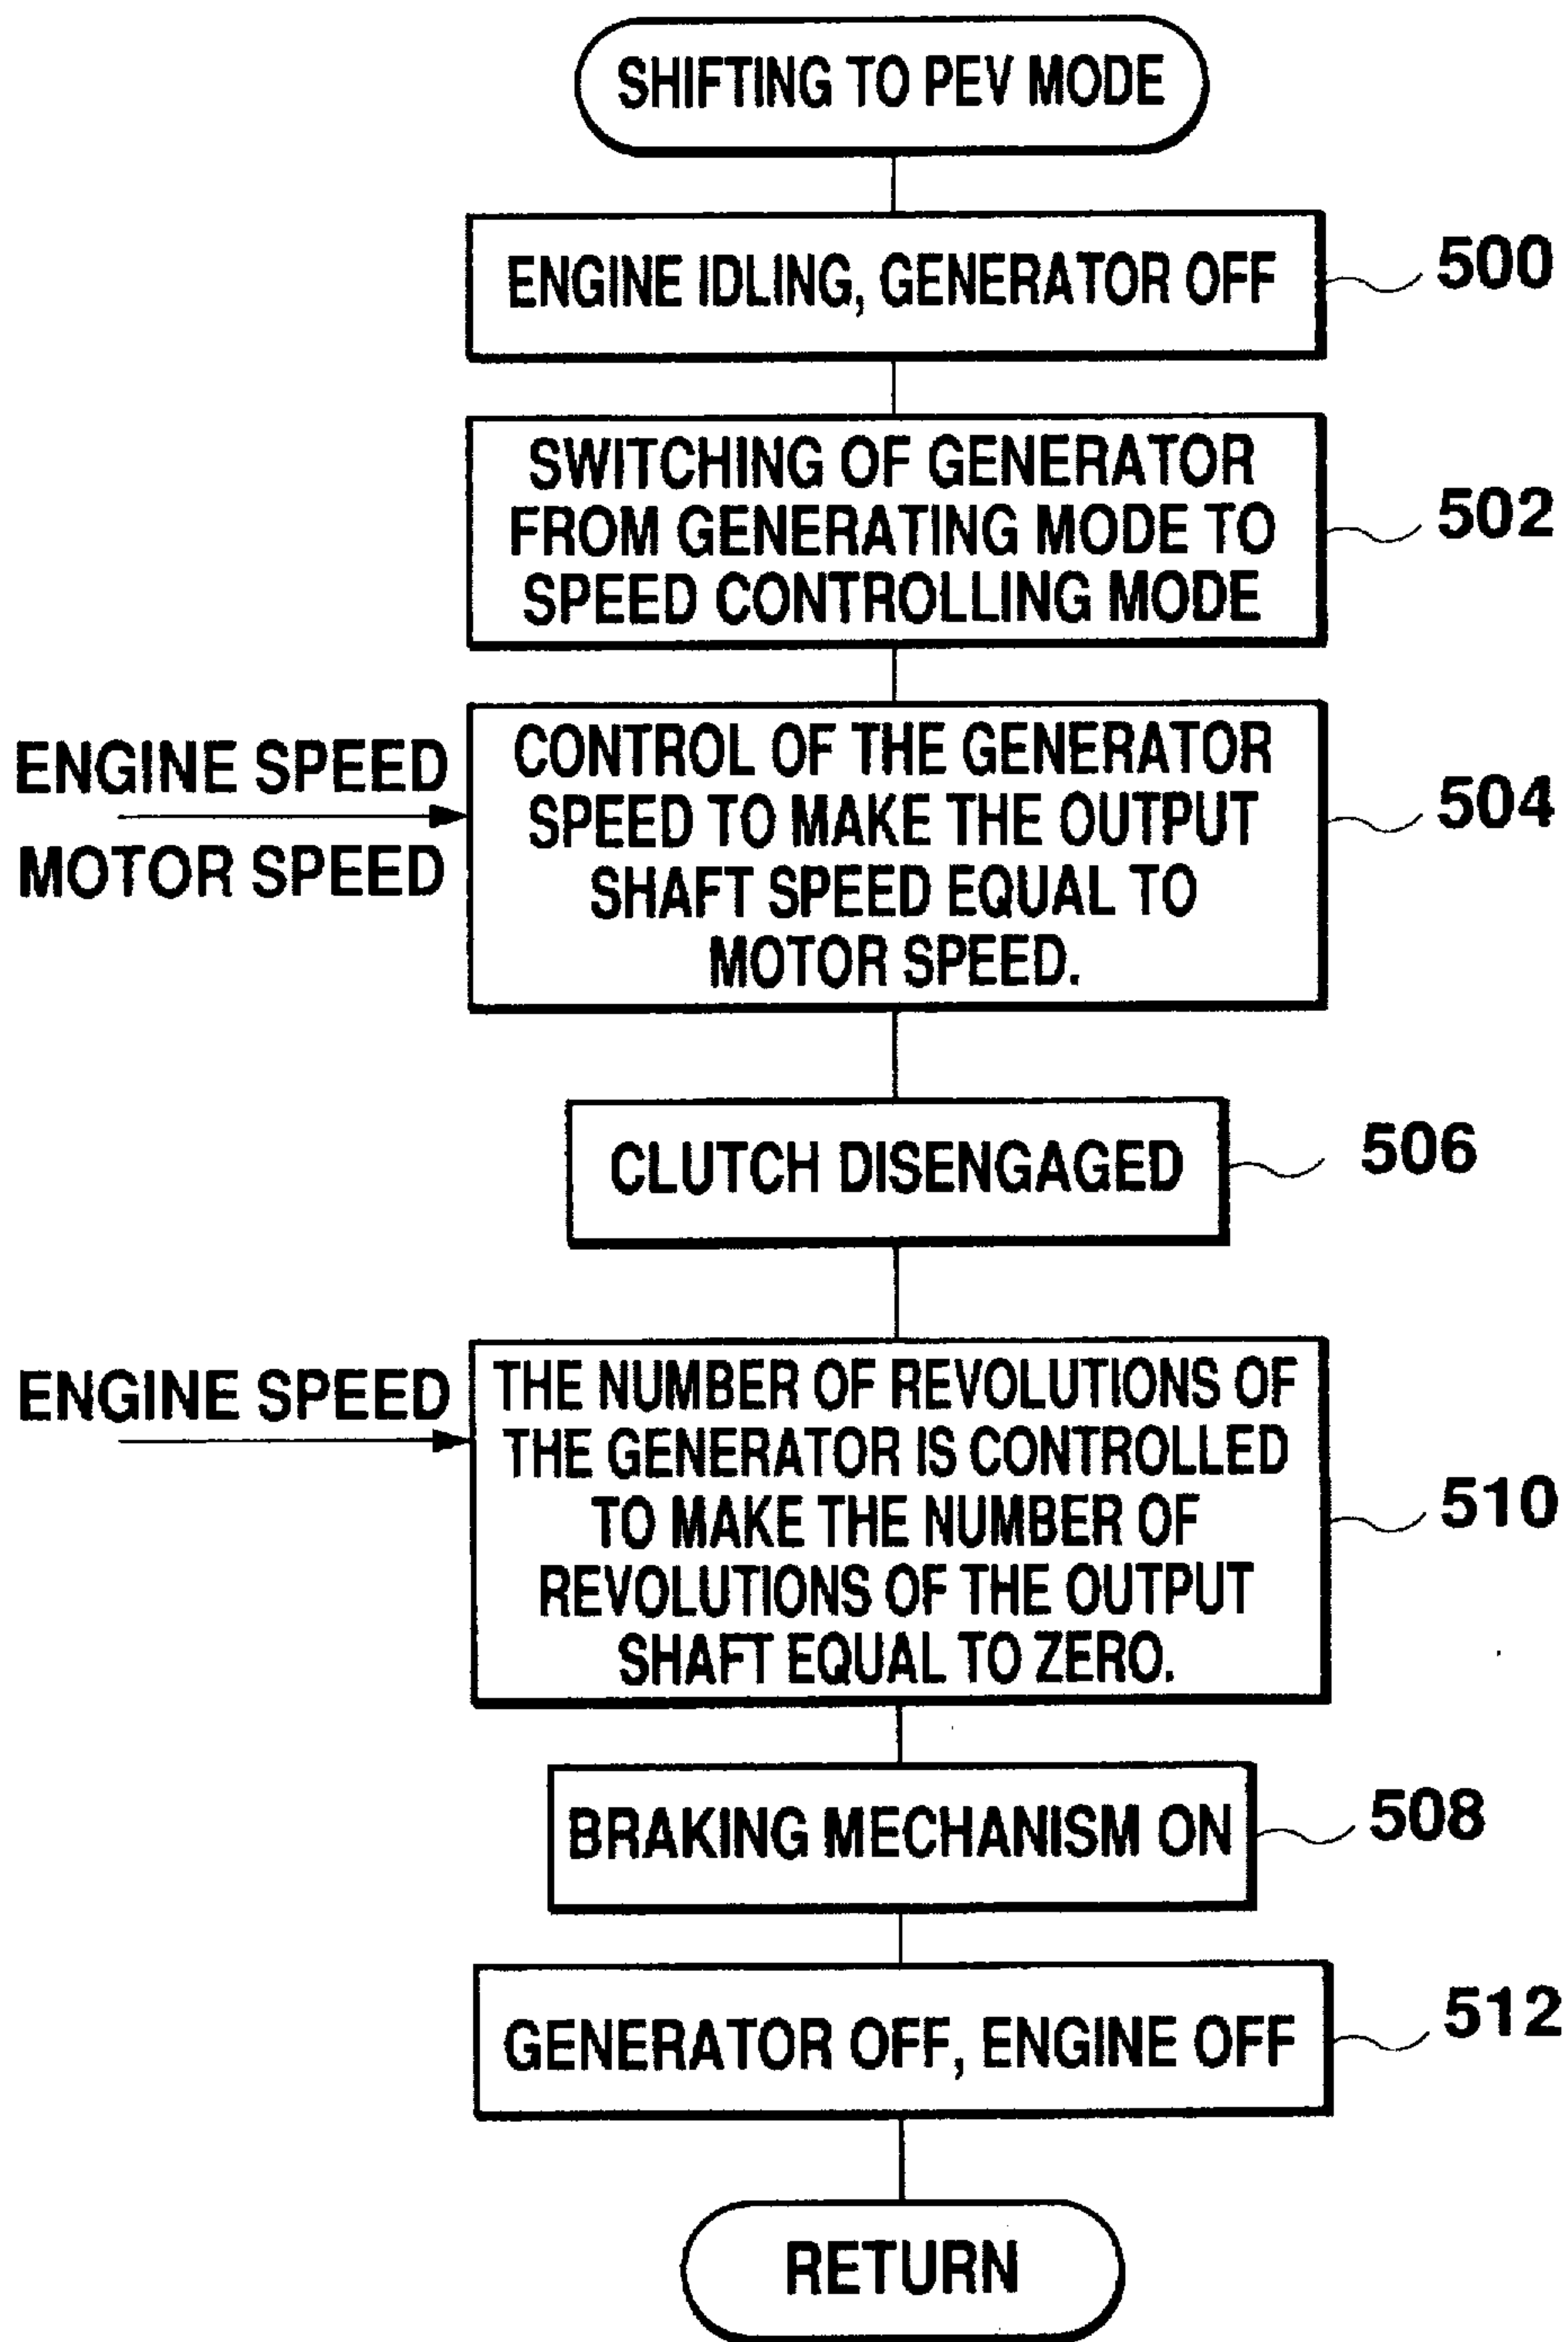 SHIFTING TO PEV MODE
ENGINE IDLING, GENERATOR OFF
500
SWITCHING OF GENERATOR
FROM GENERATING MODE TO
SPEED CONTROLLING MODE
502
ENGINE SPEED
MOTOR SPEED
CONTROL OF THE GENERATOR
SPEED TO MAKE THE OUTPUT
SHAFT SPEED EQUAL TO
MOTOR SPEED.
504
CLUTCH DISENGAGED
506
ENGINE SPEED
THE NUMBER OF REVOLUTIONS OF
THE GENERATOR IS CONTROLLED
TO MAKE THE NUMBER OF
REVOLUTIONS OF THE OUTPUT
SHAFT EQUAL TO ZERO.
510
BRAKING MECHANISM ON
508
GENERATOR OFF, ENGINE OFF
512
RETURN